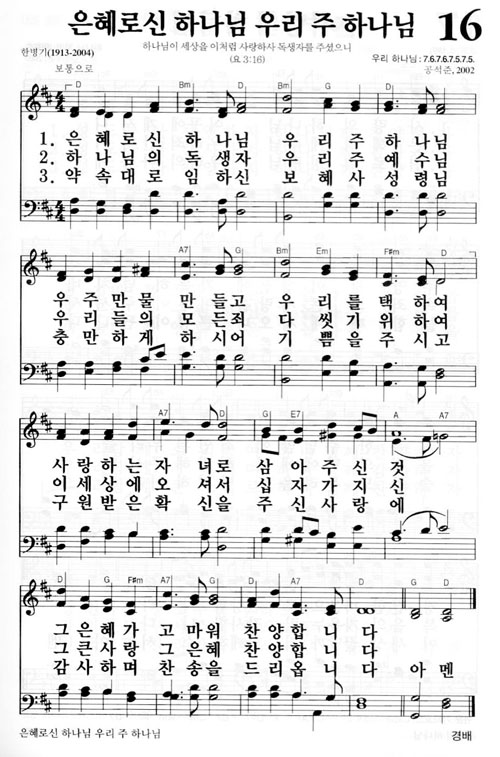 은혜로신 하나님 우리 주 하나님 16
한병기(1913-2004)
하나님이 세상을 이처럼 사랑하사 독생자를 주셨으니
(요 3:16)
우리 하나님 : 7.6.7.6.7.5.7.5.
보통으로
공석준, 2002
D Bm D Bm G D
1. 은 혜 로 신 하 나 님 우 리 주 하 나 님
2. 하 나 님 의 독 생 자 우 리 주 예 수 님
3. 약 속 대 로 임 하 신 보 혜 사 성 령 님
A7 G Bm Em F#m D
우 주 만 물 만 들 고 우 리 를 택 하 여
우 리 들 의 모 든 죄 다 씻 기 위 하 여
충 만 하 게 하 시 어 기 쁨 을 주 시 고
A7 D G E7 A A7
사 랑 하 는 자 녀 로 삼 아 주 신 것
이 세 상 에 오 셔 서 십 자 가 지 신
구 원 받 은 확 신 을 주 신 사 랑 에
D G F#m A7 G D A7 D G D
그 은 혜 가 고 마 워 찬 양 합 니 다
그 큰 사 랑 그 은 혜 찬 양 합 니 다
감 사 하 며 찬 송 을 드 리 옵 니 다 아 멘
은혜로신 하나님 우리 주 하나님 경배